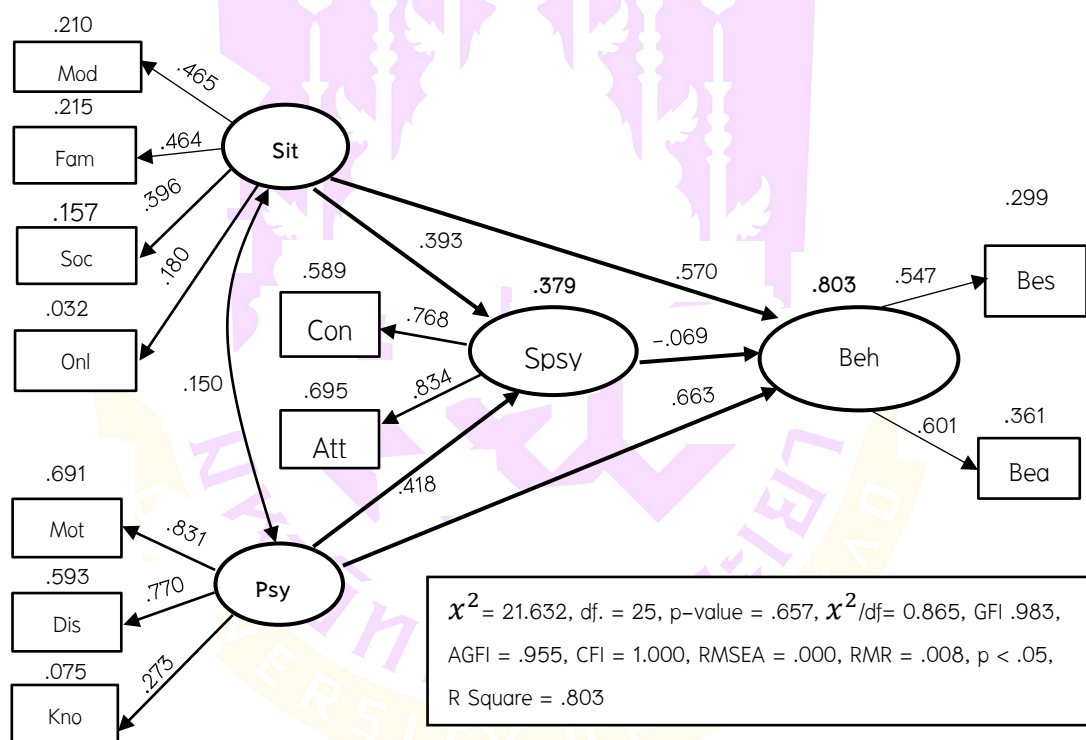 .210
Mod
.465
.215
Fam
.464
Sit
.157
Soc
.396
.032
Onl
.180
.393
.570
.299
Bes
.547
.589
Con
.768
.379
Spsy
-.069
.803
Beh
.150
.695
Att
.834
.663
.601
.361
Bea
.418
.691
Mot
.831
.593
Dis
.770
Psy
.075
Kno
.273
x²= 21.632, df. = 25, p-value = .657, x²/df= 0.865, GFI .983,
AGFI = .955, CFI = 1.000, RMSEA = .000, RMR = .008, p < .05,
R Square = .803